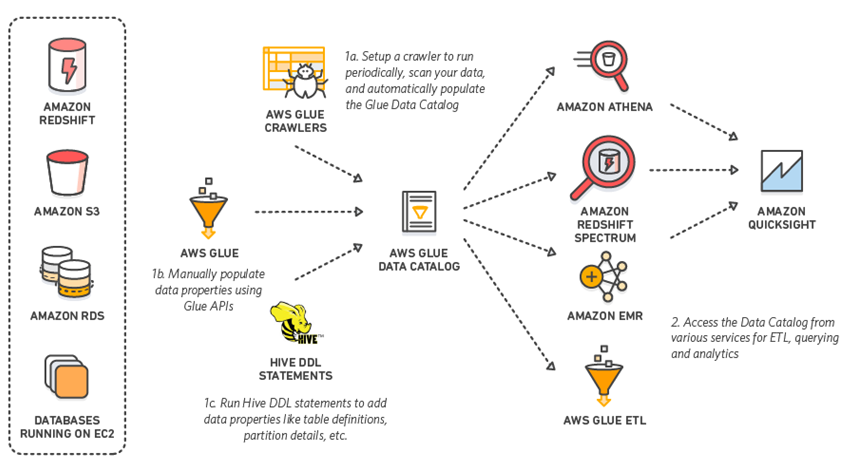 AMAZON
REDSHIFT
AMAZON S3
AMAZON RDS
DATABASES
RUNNING ON EC2
AWS GLUE
CRAWLERS
1a. Setup a crawler to run
periodically, scan your data,
and automatically populate
the Glue Data Catalog
AWS GLUE
1b. Manually populate
data properties using
Glue APIs
HIVE™
HIVE DDL
STATEMENTS
1c. Run Hive DDL statements to add
data properties like table definitions,
partition details, etc.
AWS GLUE
DATA CATALOG
AMAZON ATHENA
AMAZON
REDSHIFT
SPECTRUM
AMAZON EMR
AWS GLUE ETL
AMAZON
QUICKSIGHT
2. Access the Data Catalog from
various services for ETL, querying
and analytics